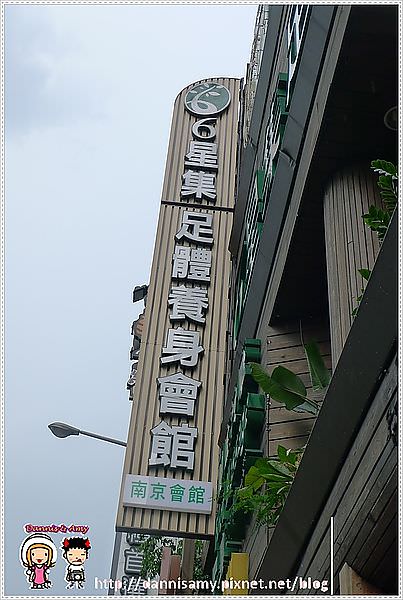 6星集足體養身會館
南京會館
Danni's & Amy
http://dannisamy.pixnet.net/blog